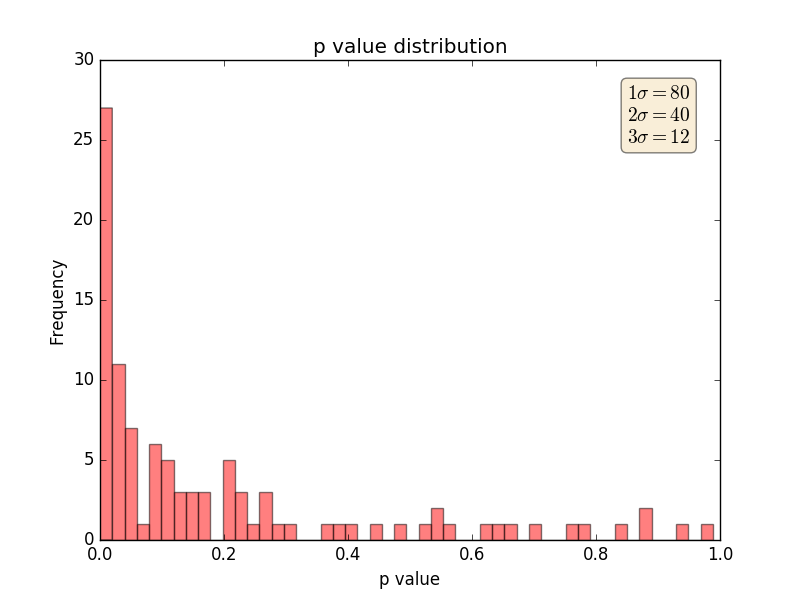 p value distribution
30
25
20
15
10
5
0
Frequency
1σ = 80
2σ = 40
3σ = 12
0.0 0.2 0.4 0.6 0.8 1.0
p value